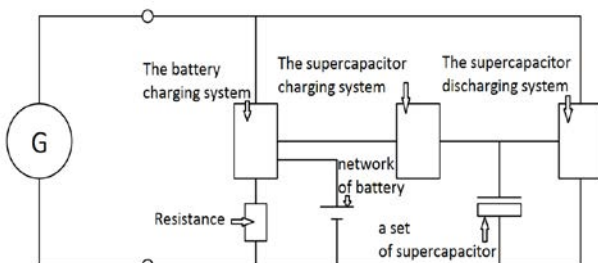 The battery
charging system
The supercapacitor
charging system
The supercapacitor
discharging system
G
network
of battery
Resistance
a set
of supercapacitor